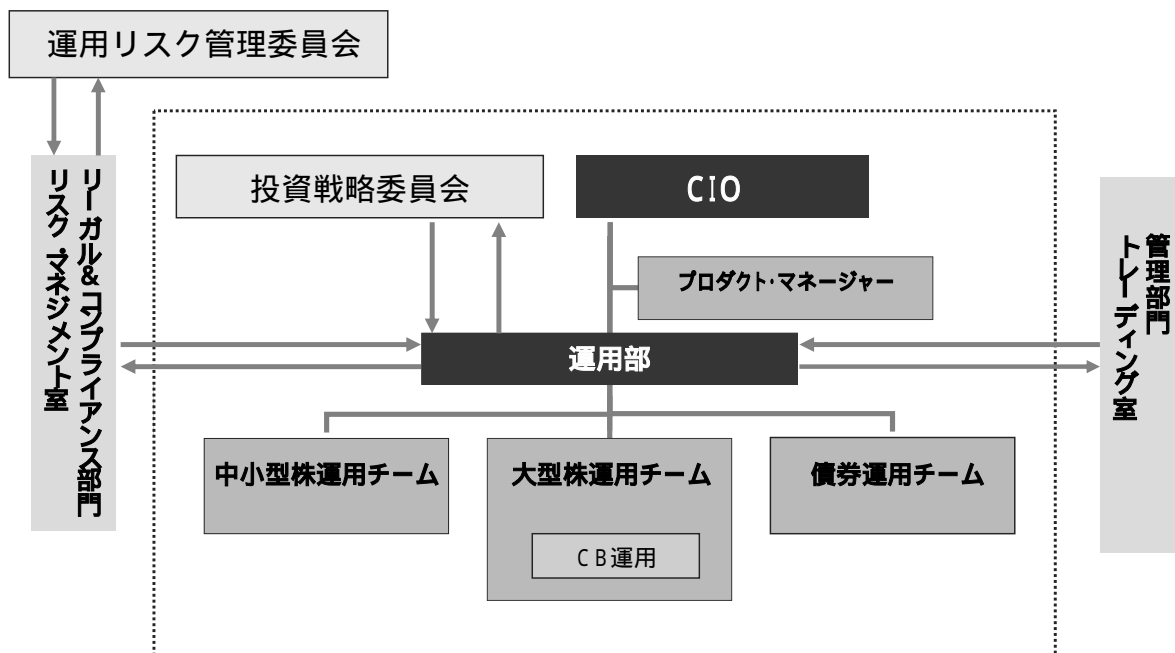 運用リスク管理委員会
リーガル&コンプライアンス部門
リスク・マネジメント室
投資戦略委員会
CIO
プロダクト・マネージャー
運用部
管理部門
トレーディング室
中小型株運用チーム
大型株運用チーム
債券運用チーム
CB運用